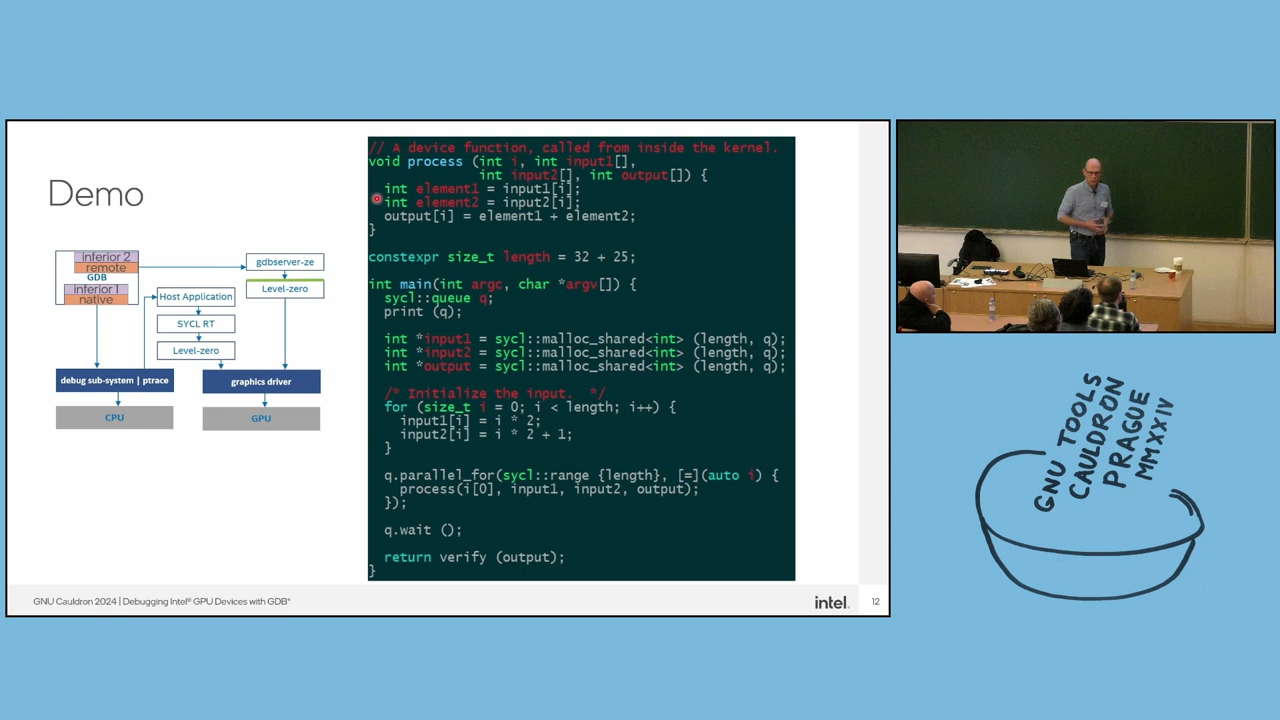 Demo
inferior 2
remote
GDB
inferior 1
native
gdbserver-ze
Level-zero
Host Application
SYCL RT
Level-zero
debug sub-system | ptrace
graphics driver
CPU
GPU
// A device function, called from inside the kernel.
void process (int i, int input1[],
int input2[], int output[]) {
int element1 = input1[i];
int element2 = input2[i];
output[i] = element1 + element2;
}
constexpr size_t length = 32 + 25;
int main(int argc, char *argv[]) {
sycl::queue q;
print (q);
int *input1 = sycl::malloc_shared<int> (length, q);
int *input2 = sycl::malloc_shared<int> (length, q);
int *output = sycl::malloc_shared<int> (length, q);
/* Initialize the input. */
for (size_t i = 0; i < length; i++) {
input1[i] = i * 2;
input2[i] = i * 2 + 1;
}
q.parallel_for(sycl::range {length}, [=](auto i) {
process(i[0], input1, input2, output);
});
q.wait ();
return verify (output);
}
GNU Cauldron 2024 | Debugging Intel® GPU Devices with GDB*
intel.
12
GNU TOOLS
CAULDRON
PRAGUE
MMXXIV